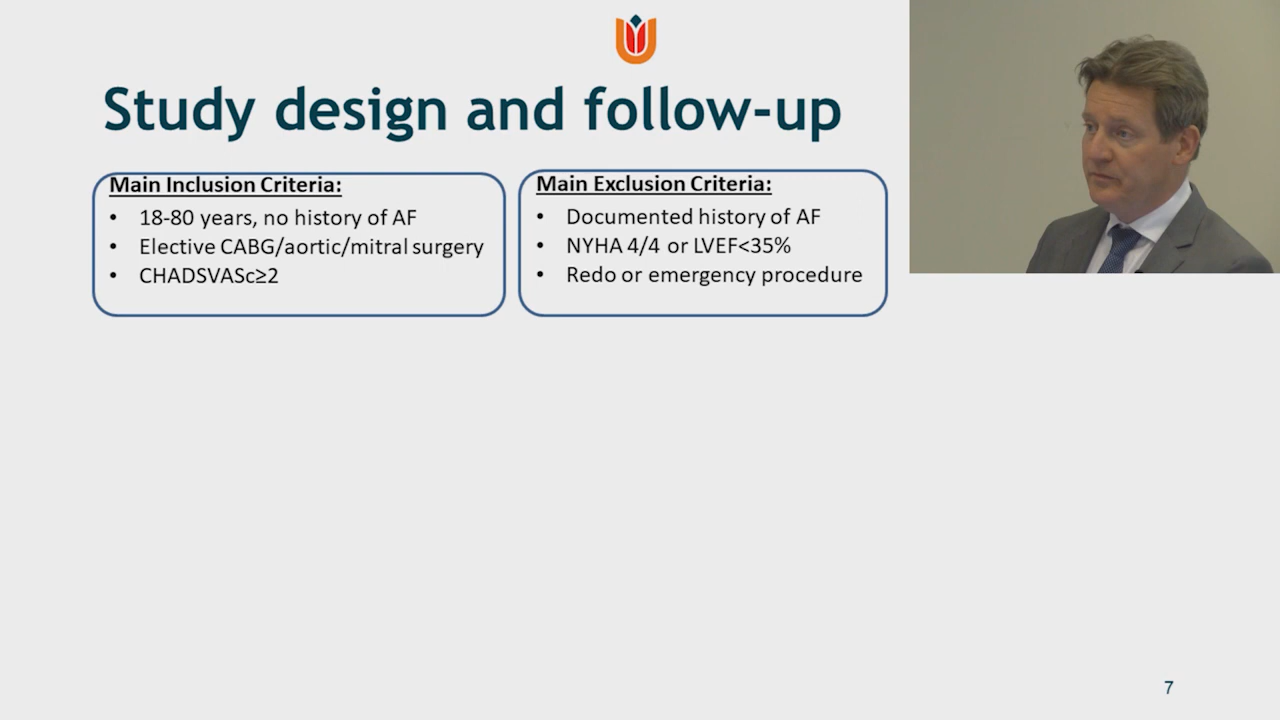 Study design and follow-up
Main Inclusion Criteria:
• 18-80 years, no history of AF
• Elective CABG/aortic/mitral surgery
• CHADSVASc≥2
Main Exclusion Criteria:
• Documented history of AF
• NYHA 4/4 or LVEF<35%
• Redo or emergency procedure
7